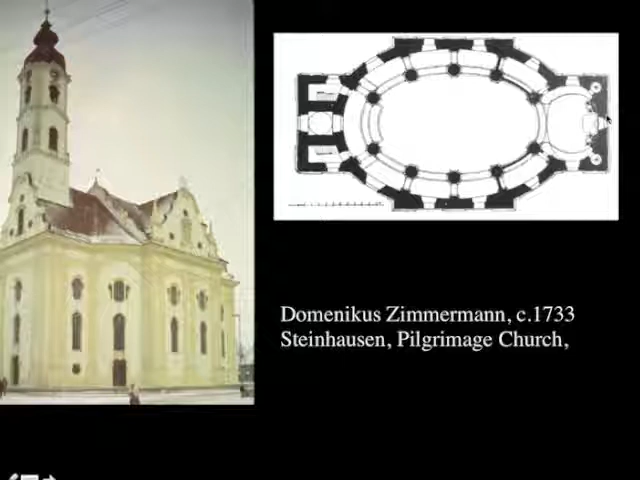 Domenikus Zimmermann, c.1733
Steinhausen, Pilgrimage Church,